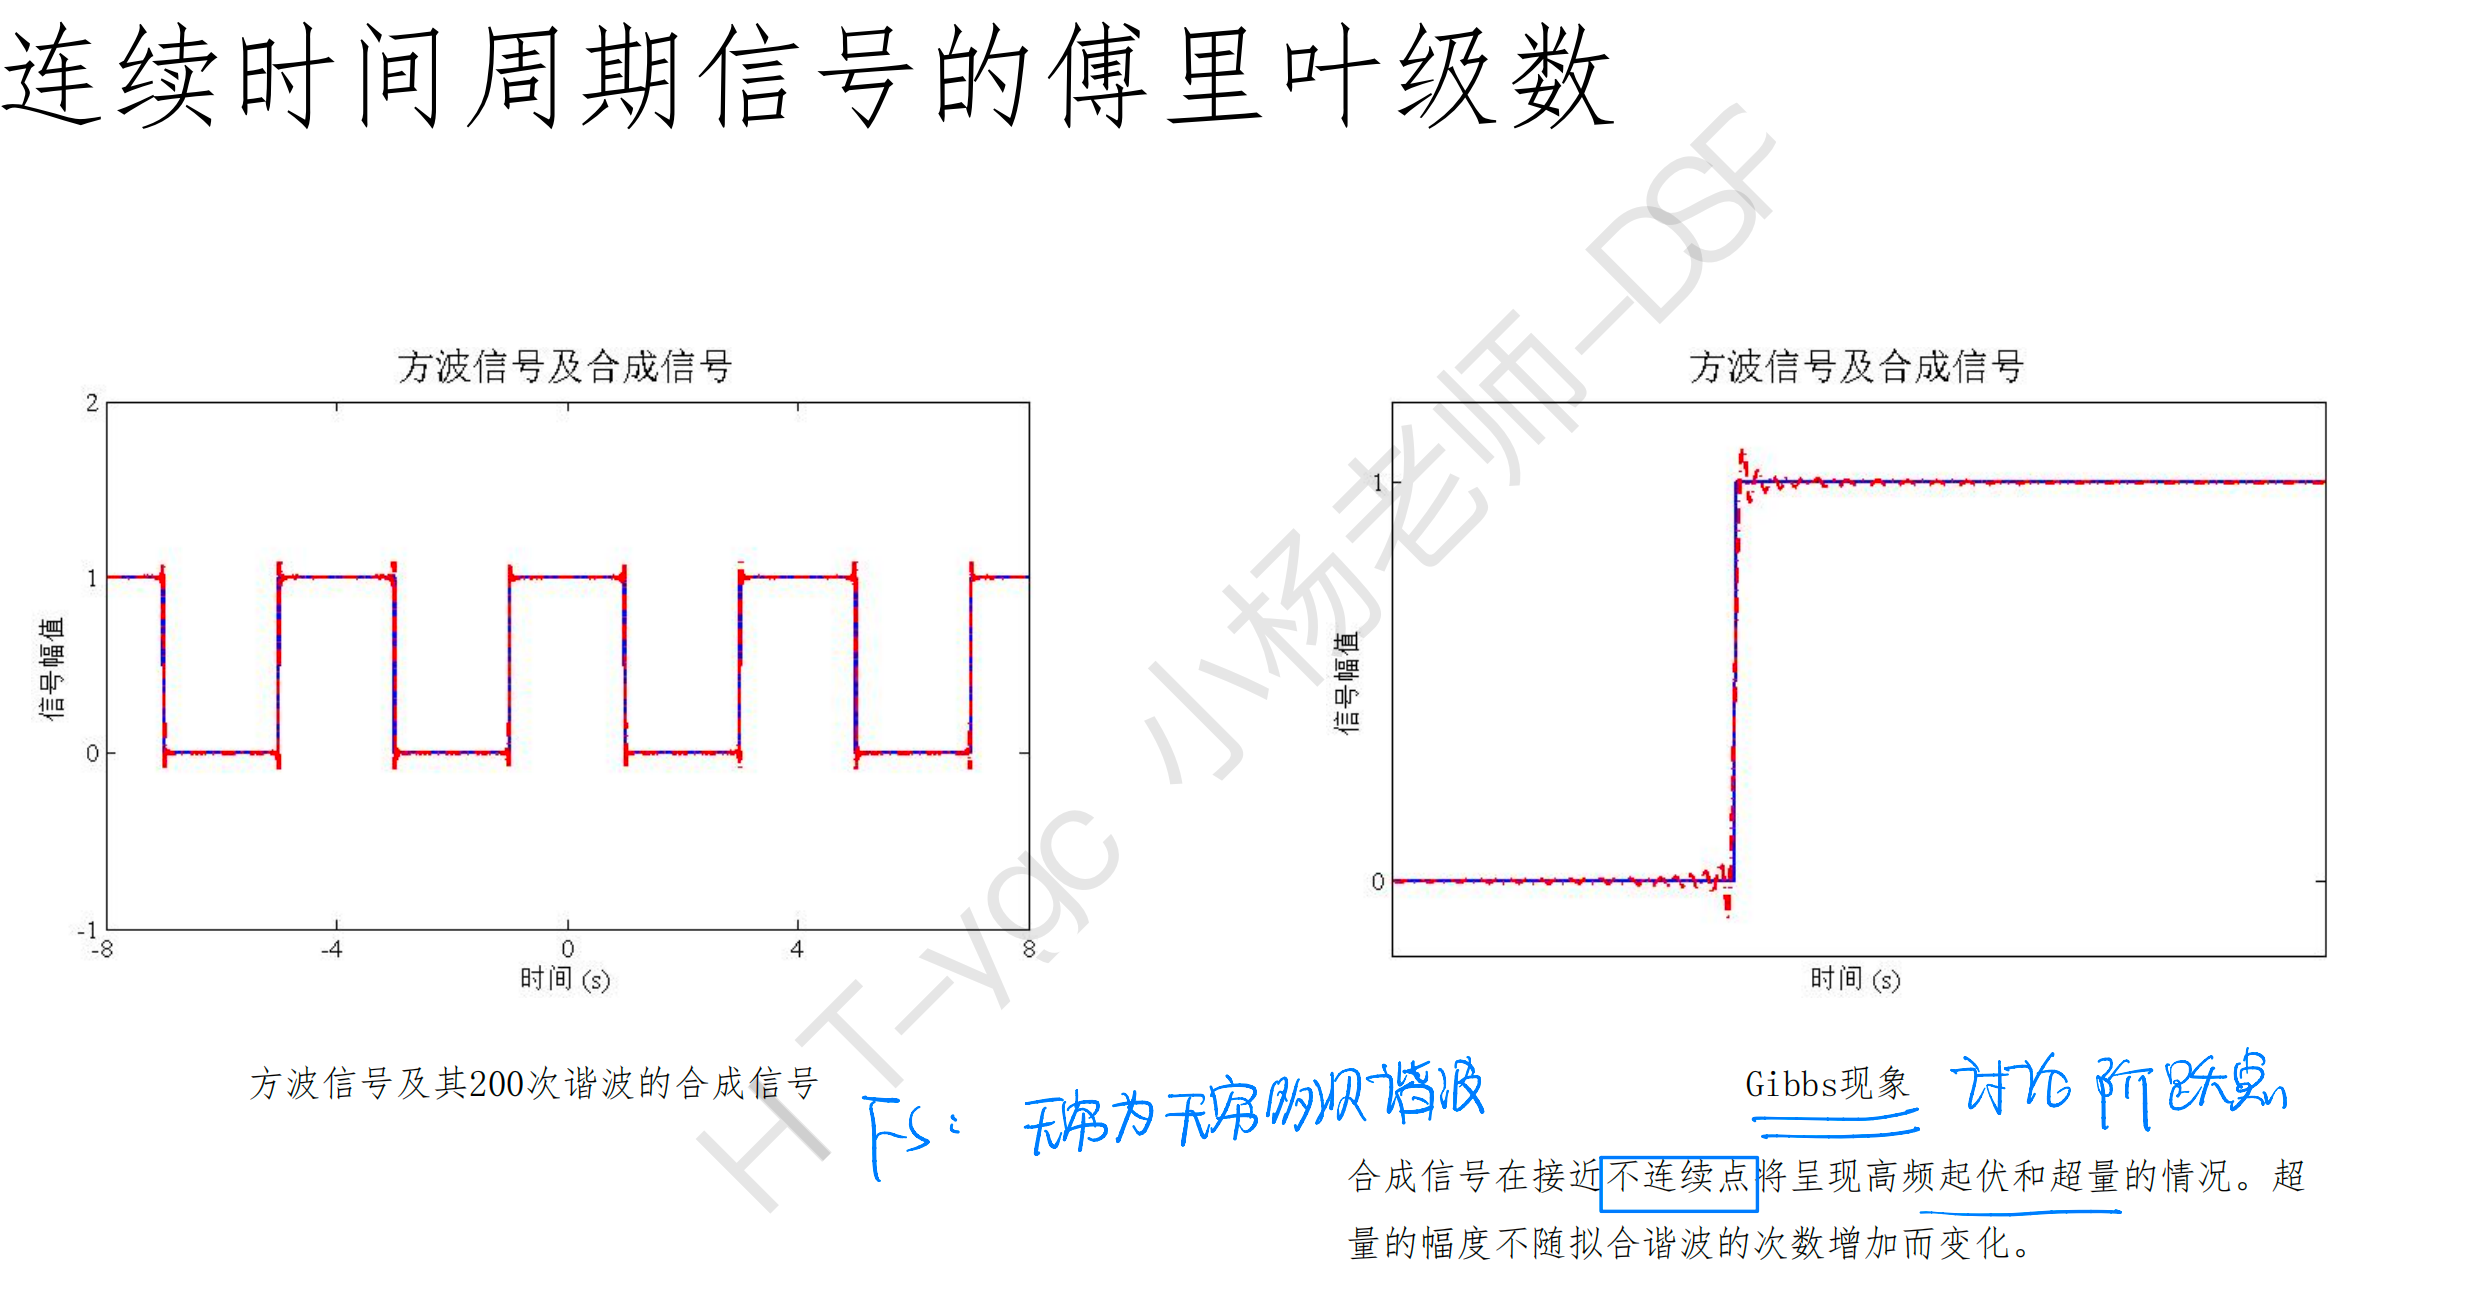 连续时间周期信号的傅里叶级数
方波信号及合成信号
2
1
0
-1
-8 -4 0 4 8
信号幅值
时间 (s)
方波信号及其200次谐波的合成信号
方波信号及合成信号
1
0
信号幅值
时间 (s)
Gibbs现象 讨论 阶跃点
FS: 无穷为无穷多次谐波
合成信号在接近不连续点将呈现高频起伏和超量的情况。超
量的幅度不随拟合谐波的次数增加而变化。
HT-ygc 小杨老师-DSF